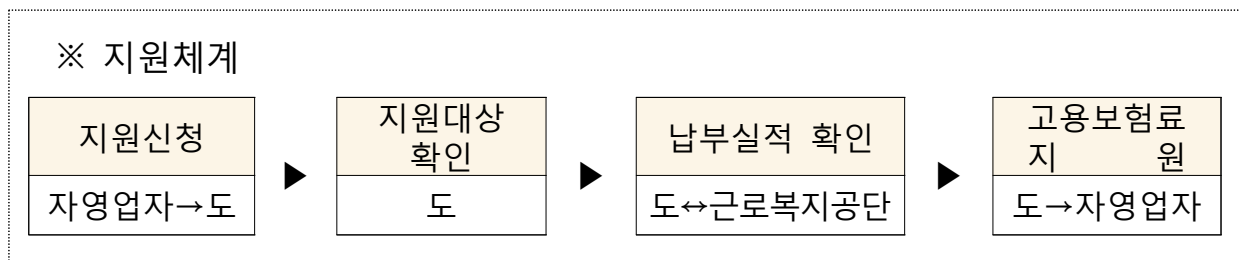 ※ 지원체계
지원신청 ▶ 지원대상 확인 ▶ 납부실적 확인 ▶ 고용보험료 지 원
자영업자→도 도 도↔근로복지공단 도→자영업자